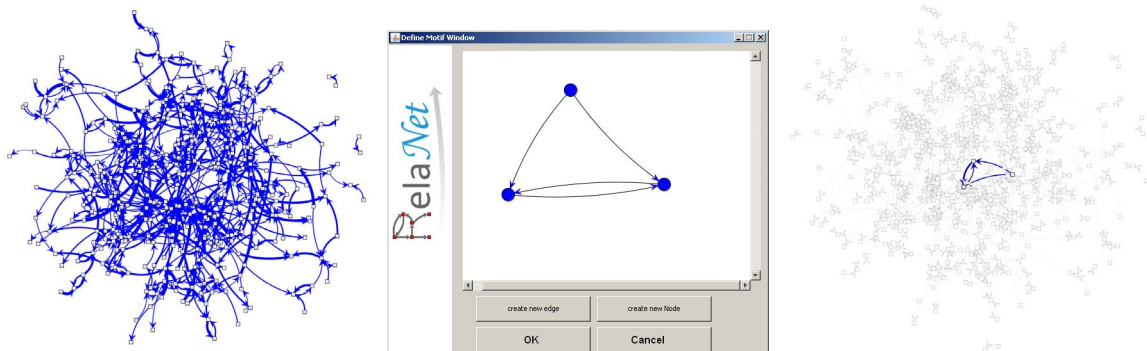 Define Motif Window
RelaNet
create new edge
create new Node
OK
Cancel